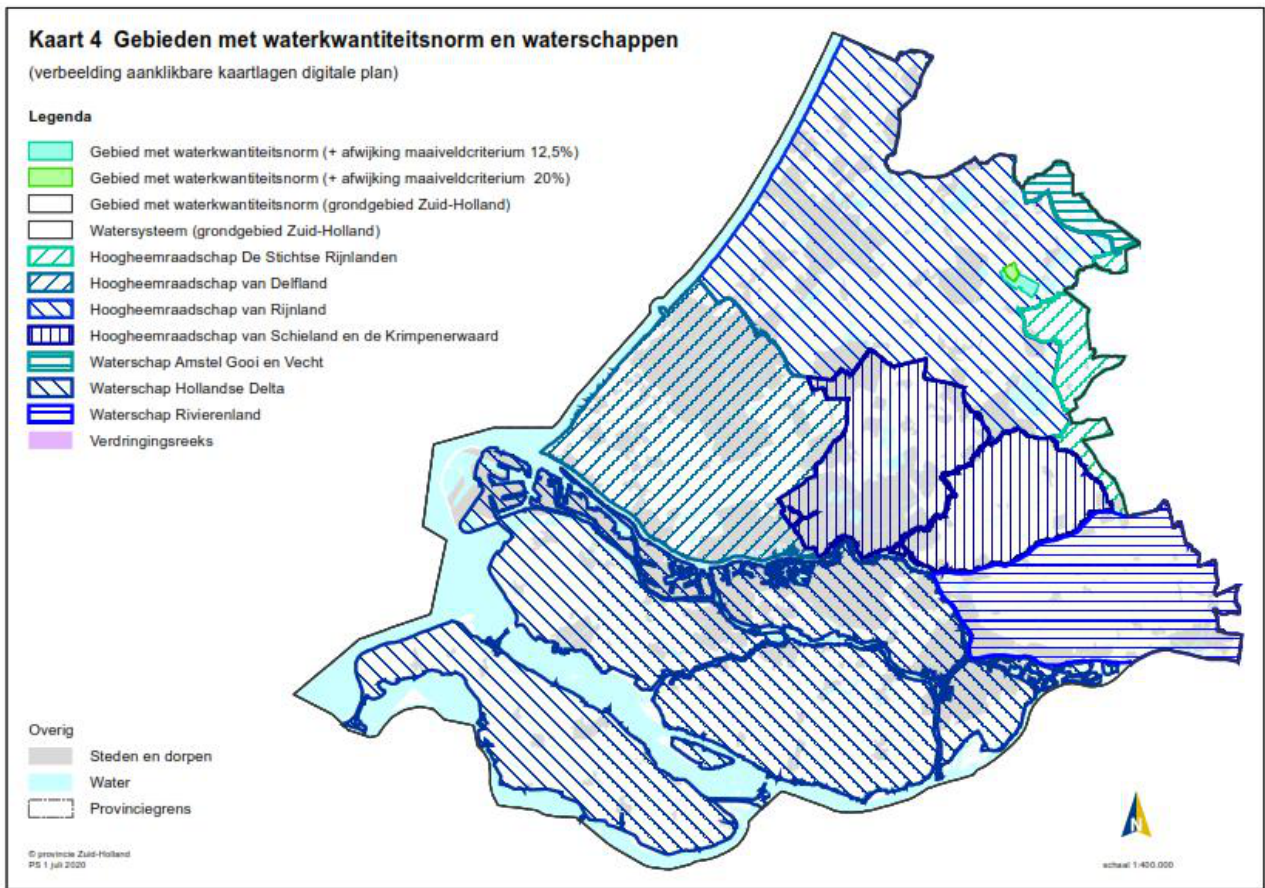 Kaart 4 Gebieden met waterkwantiteitsnorm en waterschappen
(verbeelding aanklikbare kaartlagen digitale plan)
Legenda
Gebied met waterkwantiteitsnorm (+ afwijking maaiveldcriterium 12,5%)
Gebied met waterkwantiteitsnorm (+ afwijking maaiveldcriterium 20%)
Gebied met waterkwantiteitsnorm (grondgebied Zuid-Holland)
Watersysteem (grondgebied Zuid-Holland)
Hoogheemraadschap De Stichtse Rijnlanden
Hoogheemraadschap van Delfland
Hoogheemraadschap van Rijnland
Hoogheemraadschap van Schieland en de Krimpenerwaard
Waterschap Amstel Gooi en Vecht
Waterschap Hollandse Delta
Waterschap Rivierenland
Verdringingsreeks
Overig
Steden en dorpen
Water
Provinciegrens
© provincie Zuid-Holland
PS 1 juli 2020
N
schaal 1:400.000